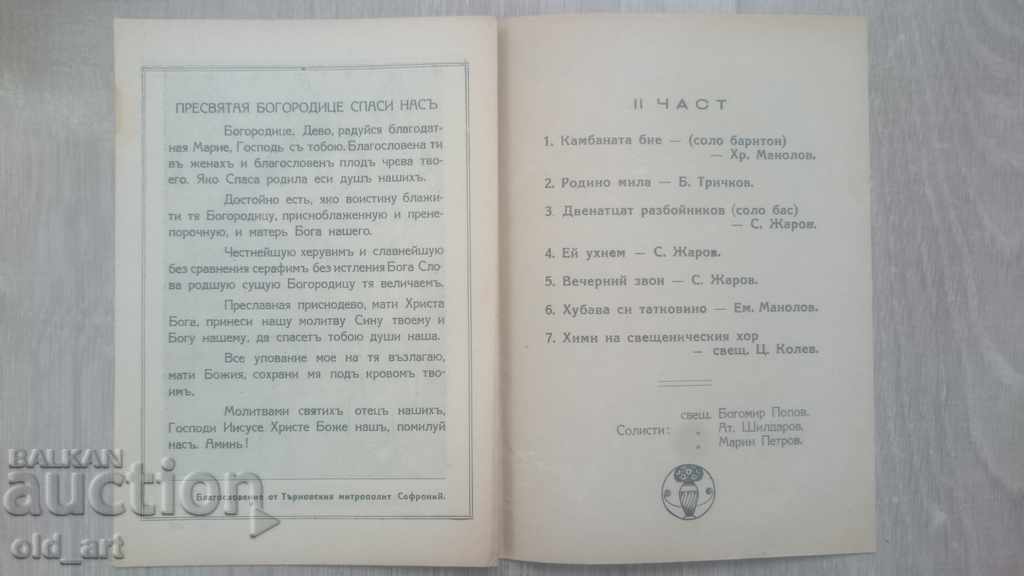 ПРЕСВЯТАЯ БОГОРОДИЦЕ СПАСИ НАСЪ
Богородице, Дево, радуйся благодат-
ная Марие, Господь съ тобою. Благословена ти
въ женахъ и благословенъ плодъ чрева тво-
его. Яко Спаса родила еси душъ нашихъ.
Достойно есть, яко воистину блажи-
ти тя Богородицу, присноблаженную и прене-
порочную, и матерь Бога нашего.
Честнейшую херувимъ и славнейшую
без сравнения серафимъ без истления Бога Сло-
ва родшую сущую Богородицу тя величаемъ.
Преславная приснодево, мати Христа
Бога, принеси нашу молитву Сину твоему и
Богу нашему, да спасетъ тобою души наша.
Все упование мое на тя възлагаю,
мати Божия, сохрани мя подъ кровомъ тво-
имъ.
Молитвами святихъ отецъ нашихъ,
Господи Иисусе Христе Боже нашъ, помилуй
насъ. Аминь!
Благословение от Търновския митрополит Софроний.
II ЧАСТ
1. Камбаната бие — (соло баритон)
— Хр. Манолов.
2. Родино мила — Б. Тричков.
3. Двенатцат разбойников (соло бас)
— С. Жаров.
4. Ей ухнем — С. Жаров.
5. Вечерний звон — С. Жаров.
6. Хубава си татковино — Ем. Манолов.
7. Химн на свещеническия хор
— свещ. Ц. Колев.
свещ. Богомир Попов.
Солисти: „ Ат. Шилдаров.
„ Марин Петров.
BALKAN
auction
old_art